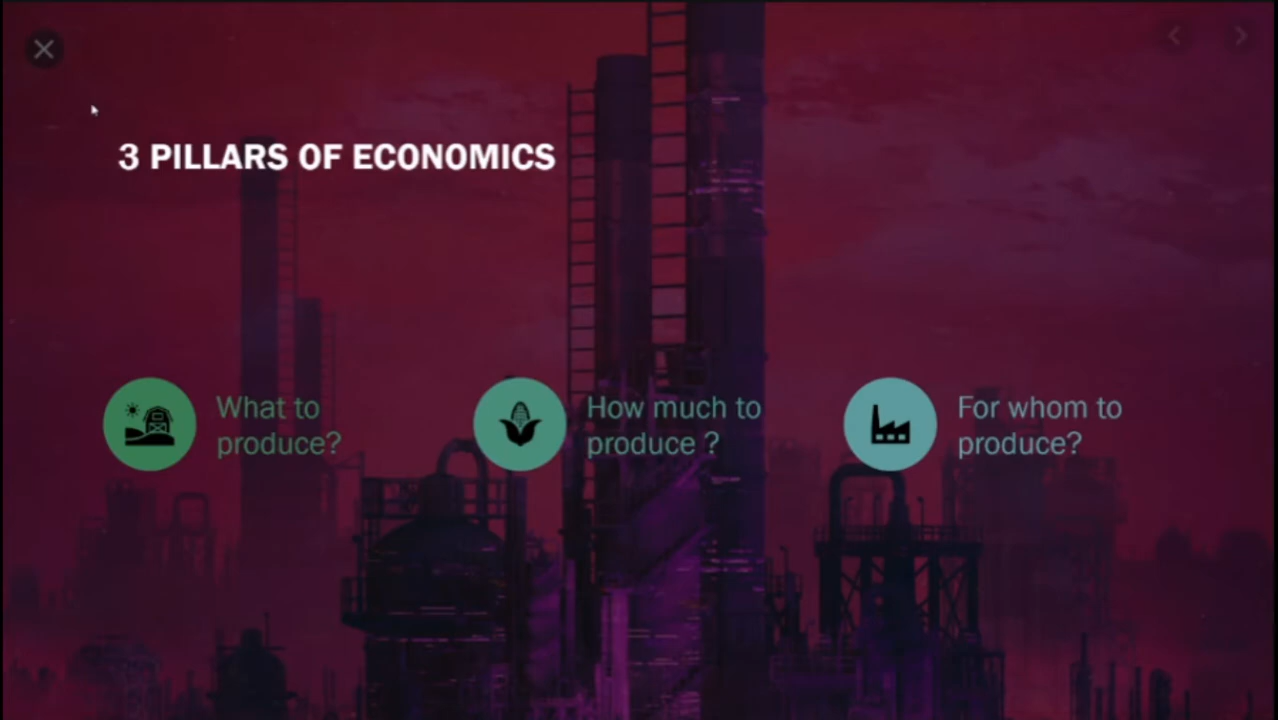 3 PILLARS OF ECONOMICS
What to
produce?
How much to
produce ?
For whom to
produce?